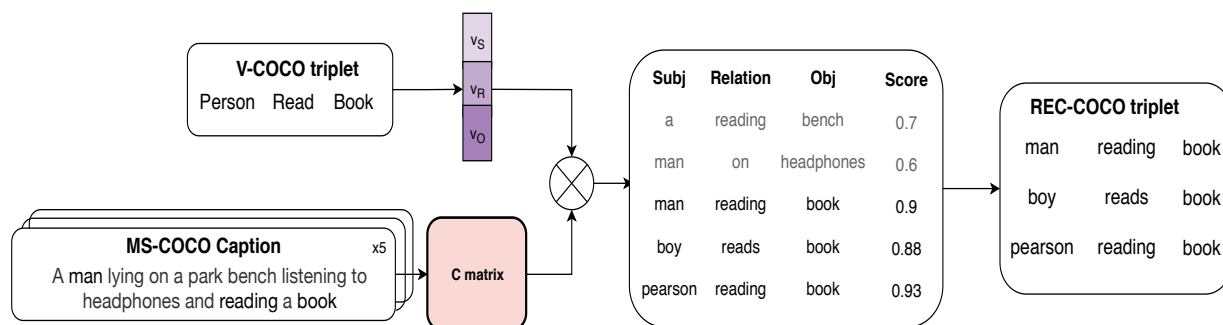 V-COCO triplet
Person Read Book
v_S
v_R
v_O
MS-COCO Caption x5
A man lying on a park bench listening to
headphones and reading a book
C matrix
Subj Relation Obj Score
a reading bench 0.7
man on headphones 0.6
man reading book 0.9
boy reads book 0.88
pearson reading book 0.93
REC-COCO triplet
man reading book
boy reads book
pearson reading book